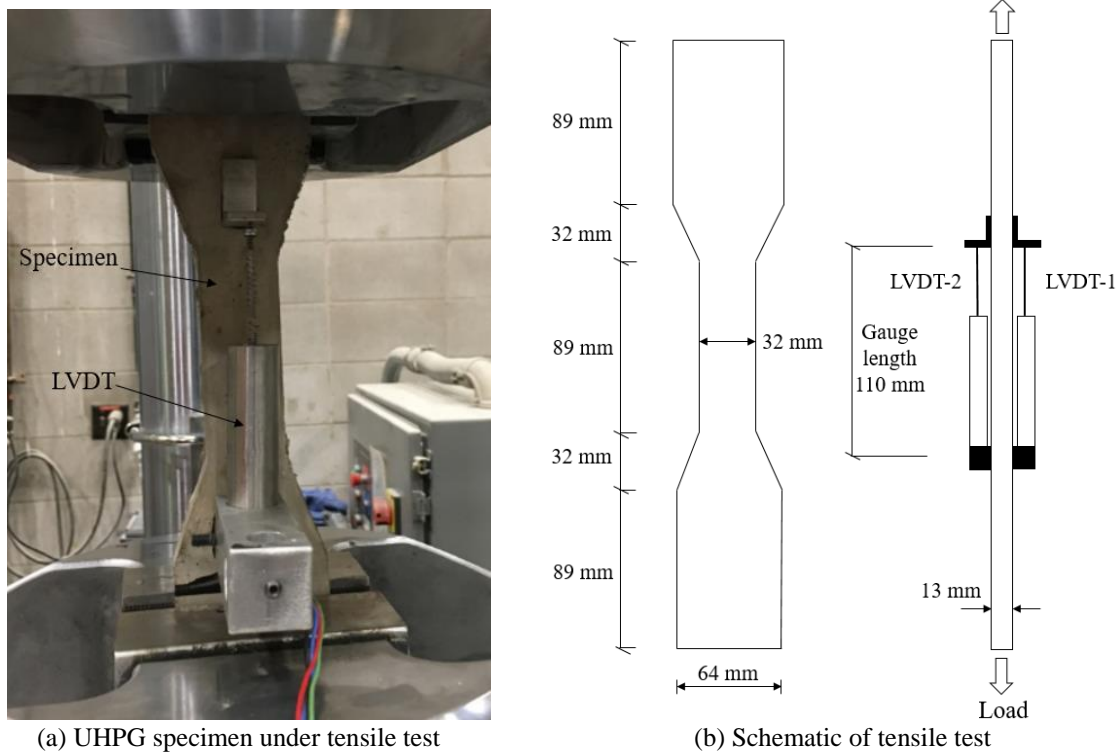 Specimen
LVDT
(a) UHPG specimen under tensile test
89 mm
32 mm
89 mm
32 mm
89 mm
32 mm
64 mm
Gauge
length
110 mm
LVDT-2
LVDT-1
13 mm
Load
(b) Schematic of tensile test